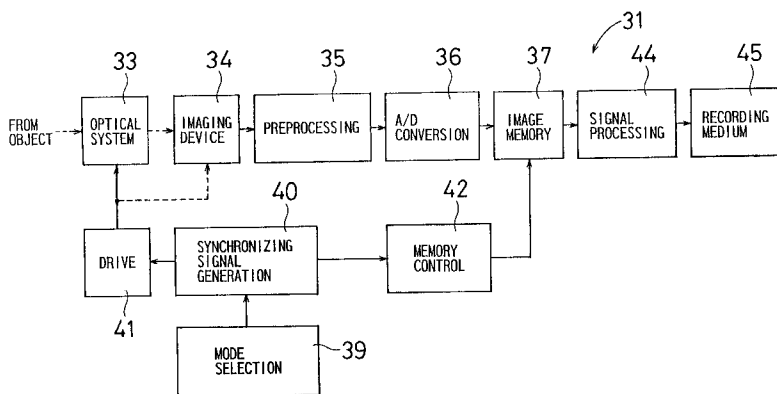 31
33
34
35
36
37
44
45
FROM
OBJECT
OPTICAL
SYSTEM
IMAGING
DEVICE
PREPROCESSING
A/D
CONVERSION
IMAGE
MEMORY
SIGNAL
PROCESSING
RECORDING
MEDIUM
40
42
DRIVE
SYNCHRONIZING
SIGNAL
GENERATION
MEMORY
CONTROL
41
MODE
SELECTION
39